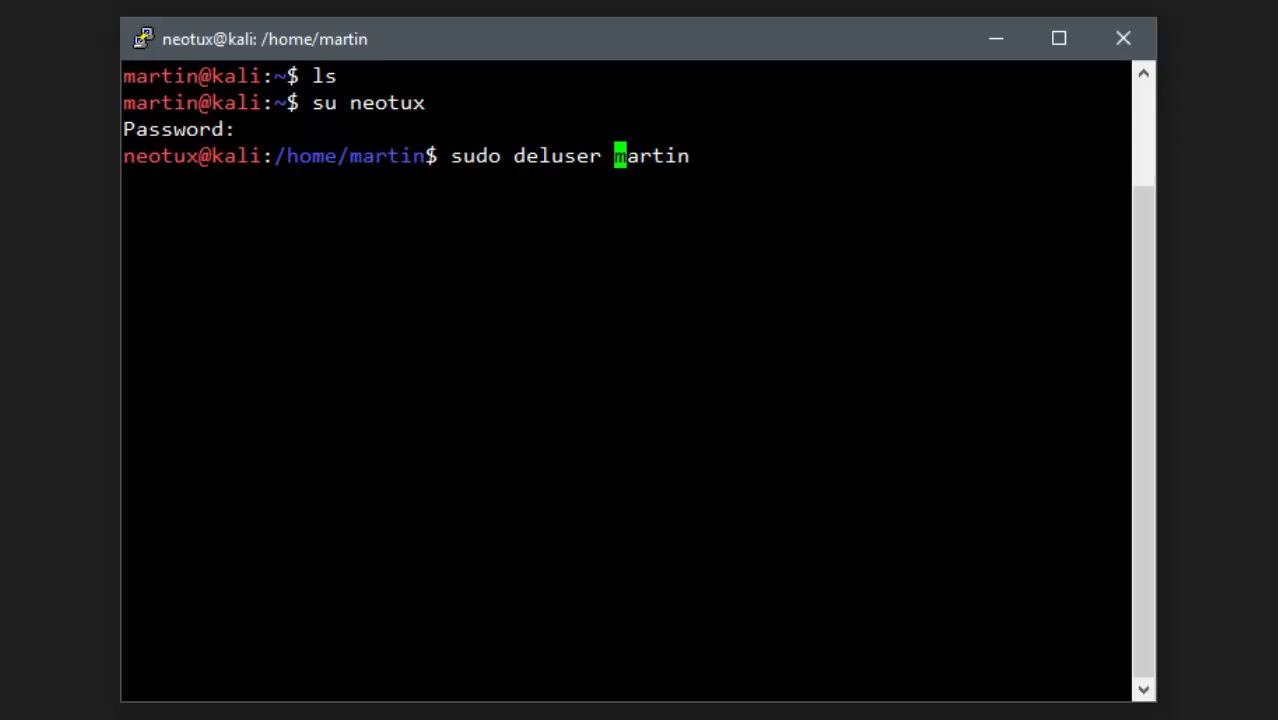 neotux@kali: /home/martin
martin@kali:~$ ls
martin@kali:~$ su neotux
Password:
neotux@kali:/home/martin$ sudo deluser martin